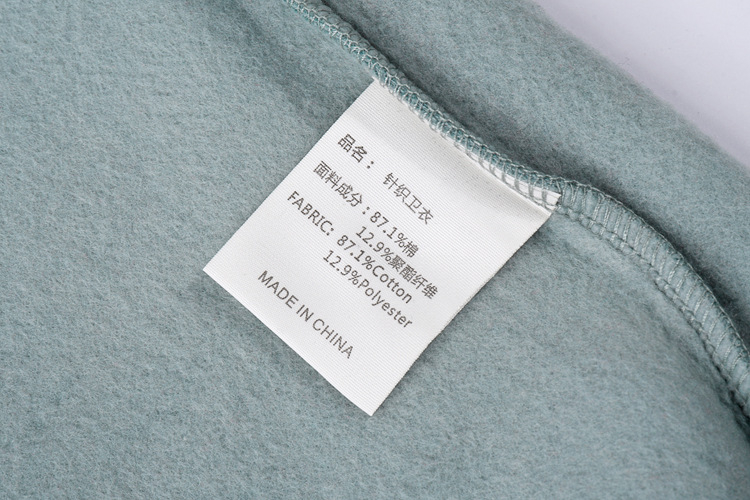 品名： 针织卫衣
面料成分：87.1%棉
12.9%聚酯纤维
FABRIC: 87.1%Cotton
12.9%Polyester
MADE IN CHINA